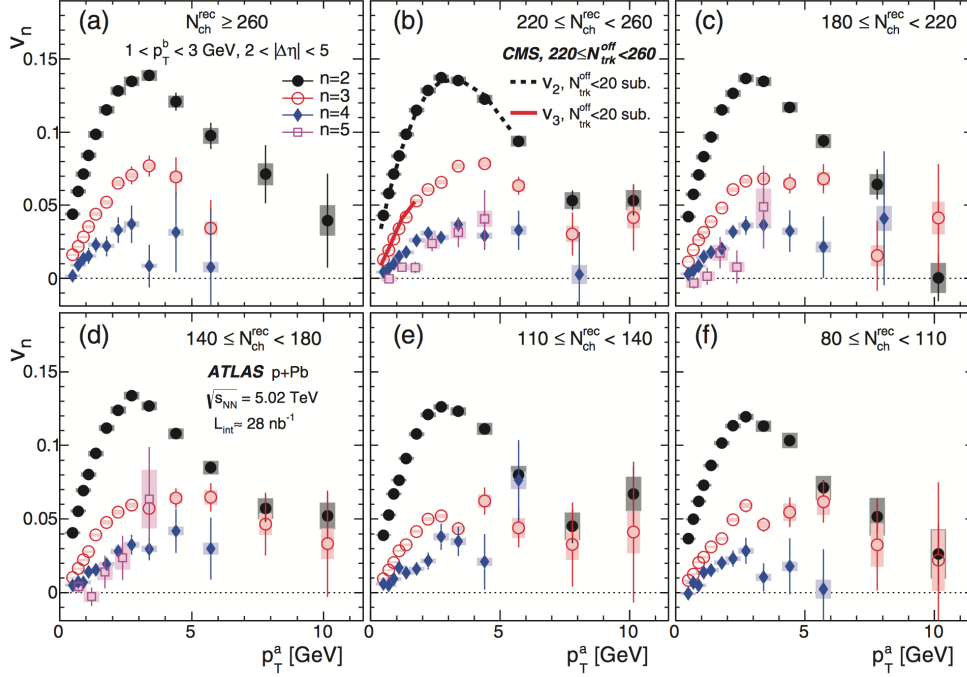 (a) N_ch^rec ≥ 260
1 < p_T^b < 3 GeV, 2 < |Δη| < 5
n=2
n=3
n=4
n=5
v_n
0.15
0.1
0.05
0
(b) 220 ≤ N_ch^rec < 260
CMS, 220≤N_trk^off<260
v_2, N_trk^off<20 sub.
v_3, N_trk^off<20 sub.
(c) 180 ≤ N_ch^rec < 220
(d) 140 ≤ N_ch^rec < 180
ATLAS p+Pb
√s_NN = 5.02 TeV
L_int ≈ 28 nb^-1
v_n
0.15
0.1
0.05
0
(e) 110 ≤ N_ch^rec < 140
(f) 80 ≤ N_ch^rec < 110
0 5 10
0 5 10
0 5 10
p_T^a [GeV]
p_T^a [GeV]
p_T^a [GeV]